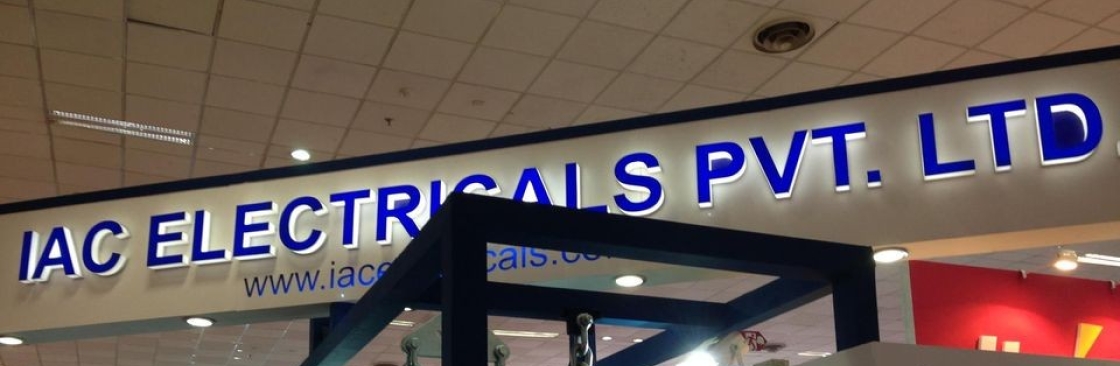 IAC ELECTRICALS PVT. LTD.